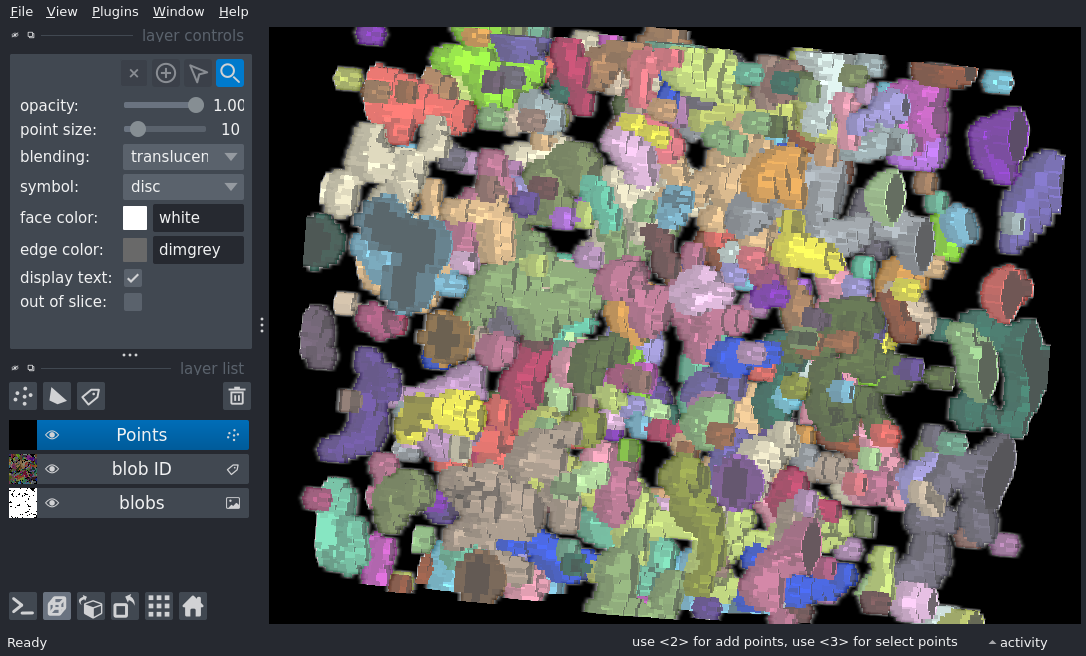 File View Plugins Window Help
layer controls
opacity: 1.00
point size: 10
blending: translucen
symbol: disc
face color: white
edge color: dimgrey
display text:
out of slice:
layer list
Points
blob ID
blobs
Ready use <2> for add points, use <3> for select points activity